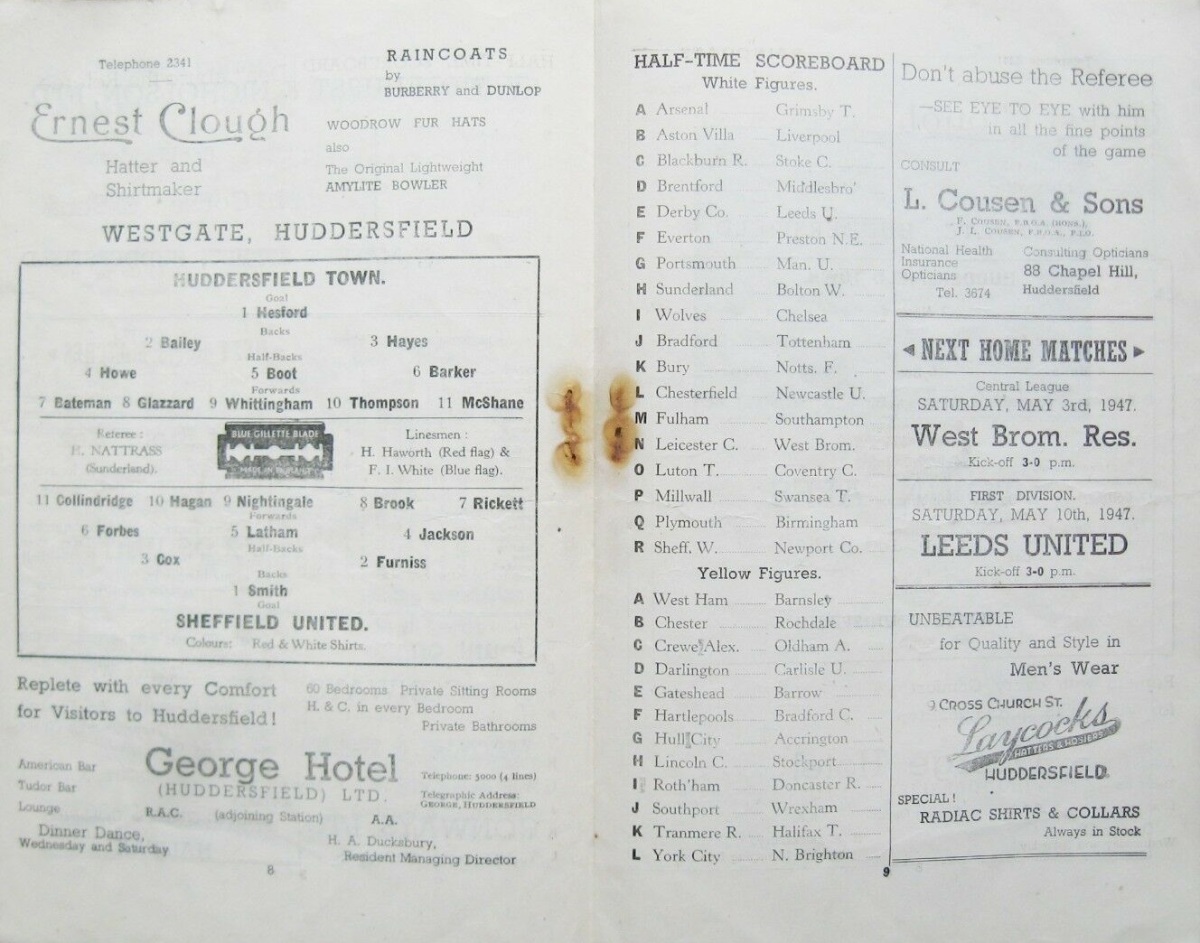 Telephone 2341
Ernest Clough
Hatter and
Shirtmaker
RAINCOATS
by
BURBERRY and DUNLOP
WOODROW FUR HATS
also
The Original Lightweight
AMYLITE BOWLER
WESTGATE, HUDDERSFIELD
HUDDERSFIELD TOWN.
Goal
1 Hesford
Backs
2 Bailey 3 Hayes
Half-Backs
4 Howe 5 Boot 6 Barker
Forwards
7 Bateman 8 Glazzard 9 Whittingham 10 Thompson 11 McShane
Referee :
H. NATTRASS
(Sunderland).
BLUE GILLETTE BLADE
MADE IN
Linesmen :
H. Haworth (Red flag) &
F. I. White (Blue flag).
11 Collindridge 10 Hagan 9 Nightingale 8 Brook 7 Rickett
Forwards
6 Forbes 5 Latham 4 Jackson
Half-Backs
3 Cox 2 Furniss
Backs
1 Smith
Goal
SHEFFIELD UNITED.
Colours: Red & White Shirts.
Replete with every Comfort
for Visitors to Huddersfield!
60 Bedrooms Private Sitting Rooms
H. & C. in every Bedroom
Private Bathrooms
American Bar
Tudor Bar
Lounge
George Hotel
(HUDDERSFIELD) LTD.
R.A.C. (adjoining Station) A.A.
Telephone: 5000 (4 lines)
Telegraphic Address:
GEORGE, HUDDERSFIELD
Dinner Dance,
Wednesday and Saturday
H. A. Ducksbury,
Resident Managing Director
8
HALF-TIME SCOREBOARD
White Figures.
A Arsenal Grimsby T.
B Aston Villa Liverpool
C Blackburn R. Stoke C.
D Brentford Middlesbro'
E Derby Co. Leeds U.
F Everton Preston N.E.
G Portsmouth Man. U.
H Sunderland Bolton W.
I Wolves Chelsea
J Bradford Tottenham
K Bury Notts. F.
L Chesterfield Newcastle U.
M Fulham Southampton
N Leicester C. West Brom.
O Luton T. Coventry C.
P Millwall Swansea T.
Q Plymouth Birmingham
R Sheff. W. Newport Co.
Yellow Figures.
A West Ham Barnsley
B Chester Rochdale
C Crewe Alex. Oldham A.
D Darlington Carlisle U.
E Gateshead Barrow
F Hartlepools Bradford C.
G Hull City Accrington
H Lincoln C. Stockport
I Roth'ham Doncaster R.
J Southport Wrexham
K Tranmere R. Halifax T.
L York City N. Brighton
9
Don't abuse the Referee
—SEE EYE TO EYE with him
in all the fine points
of the game
CONSULT
L. Cousen & Sons
F. COUSEN, F.B.O.A. (HONS.),
J. L. COUSEN, F.B.O.A., F.I.O.
National Health
Insurance
Opticians
Tel. 3674
Consulting Opticians
88 Chapel Hill,
Huddersfield
NEXT HOME MATCHES
Central League
SATURDAY, MAY 3rd, 1947.
West Brom. Res.
Kick-off 3-0 p.m.
FIRST DIVISION.
SATURDAY, MAY 10th, 1947.
LEEDS UNITED
Kick-off 3-0 p.m.
UNBEATABLE
for Quality and Style in
Men's Wear
9 CROSS CHURCH ST.
Laycocks
HATTERS & HOSIERS
HUDDERSFIELD.
SPECIAL!
RADIAC SHIRTS & COLLARS
Always in Stock